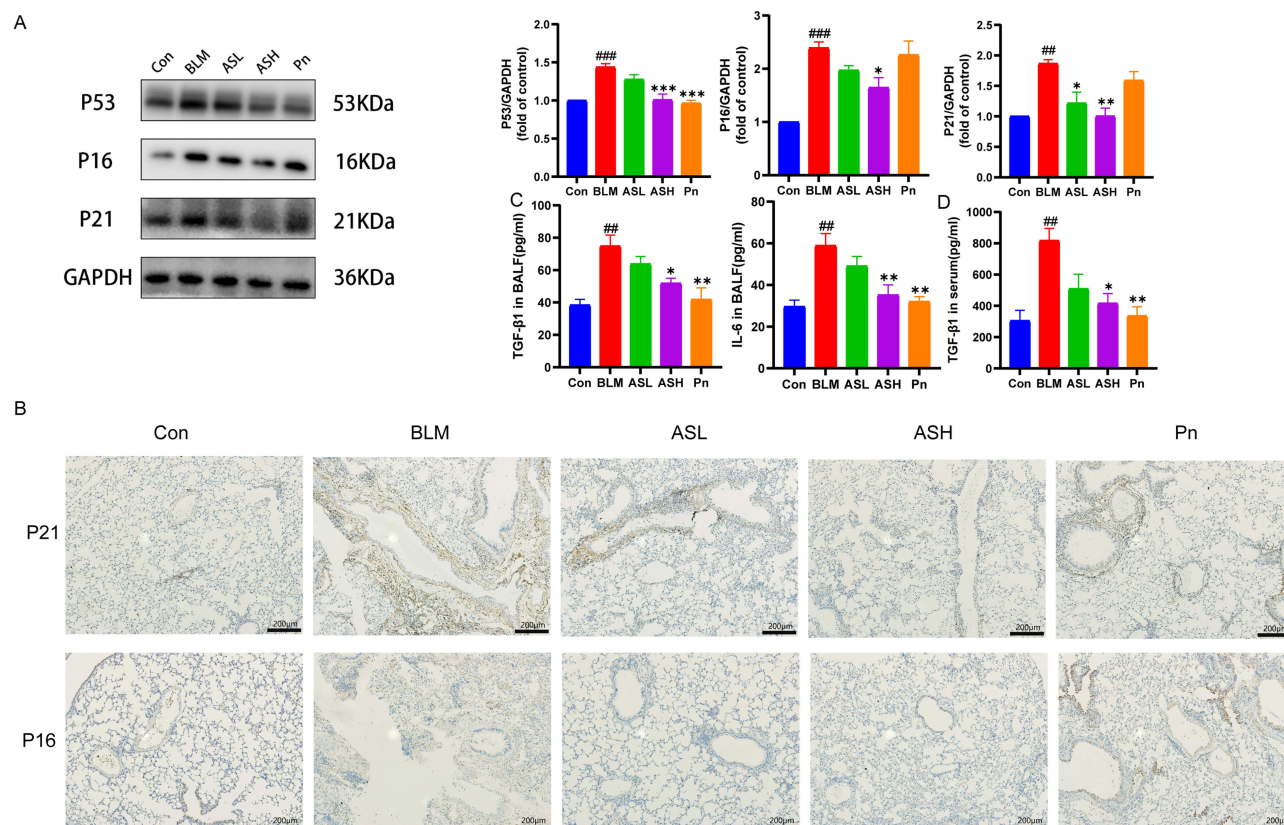 A
Con BLM ASL ASH Pn
P53 53KDa
P16 16KDa
P21 21KDa
GAPDH 36KDa
P53/GAPDH
(fold of control)
2.0
1.5
1.0
0.5
0.0
###
***
***
Con BLM ASL ASH Pn
P16/GAPDH
(fold of control)
4
3
2
1
0
###
*
Con BLM ASL ASH Pn
P21/GAPDH
(fold of control)
2.5
2.0
1.5
1.0
0.5
0.0
##
*
**
Con BLM ASL ASH Pn
C
TGF-β1 in BALF(pg/ml)
100
80
60
40
20
0
##
*
**
Con BLM ASL ASH Pn
IL-6 in BALF(pg/ml)
80
60
40
20
0
##
**
**
Con BLM ASL ASH Pn
D
TGF-β1 in serum(pg/ml)
1000
800
600
400
200
0
##
*
**
Con BLM ASL ASH Pn
B
Con BLM ASL ASH Pn
P21
200μm 200μm 200μm 200μm 200μm
P16
200μm 200μm 200μm 200μm 200μm